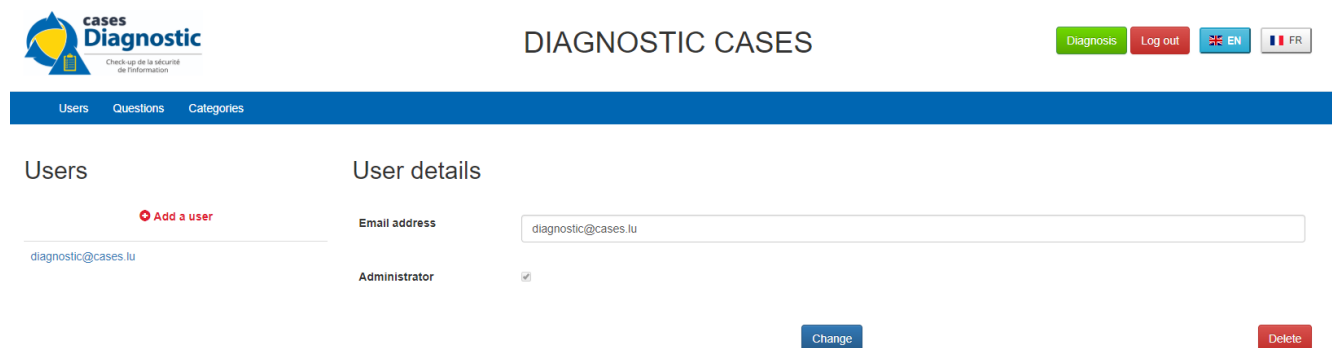 cases
Diagnostic
Check-up de la sécurité
de l'information
DIAGNOSTIC CASES
Diagnosis Log out EN FR
Users Questions Categories
Users
Add a user
diagnostic@cases.lu
User details
Email address diagnostic@cases.lu
Administrator
Change Delete